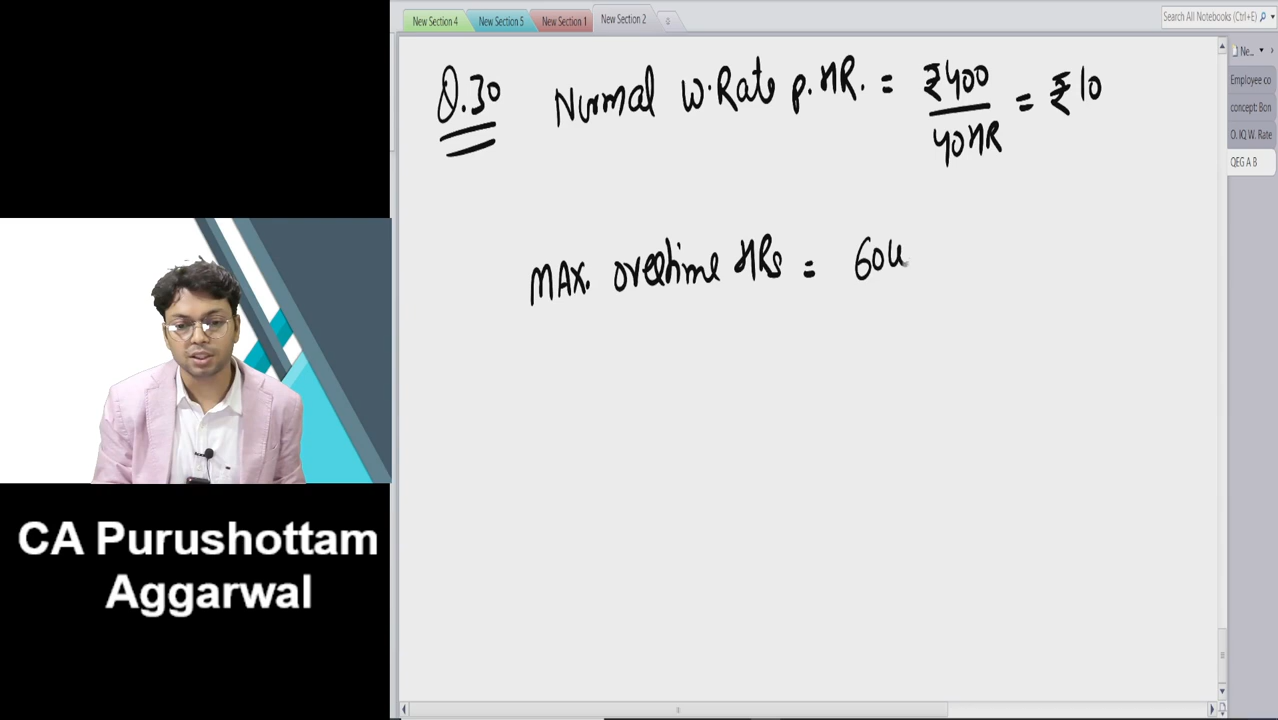 New Section 4 New Section 5 New Section 1 New Section 2
Search All Notebooks (Ctrl+E)
Ne...
Employee co
concept: Bon
O. IQ W. Rate
QEG A B
Q.30 Normal W.Rate p.HR. = ₹400 / 40HR = ₹10
MAX. overtime HRs = 60
CA Purushottam
Aggarwal